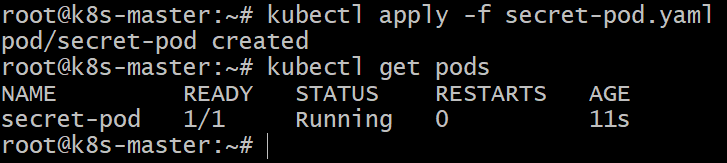 root@k8s-master:~# kubectl apply -f secret-pod.yaml
pod/secret-pod created
root@k8s-master:~# kubectl get pods
NAME READY STATUS RESTARTS AGE
secret-pod 1/1 Running 0 11s
root@k8s-master:~#